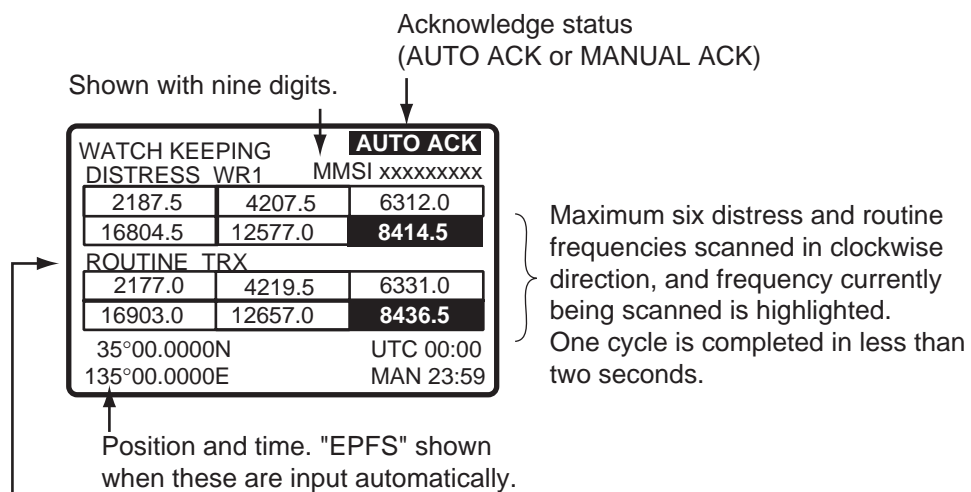 Acknowledge status
(AUTO ACK or MANUAL ACK)
Shown with nine digits.
WATCH KEEPING AUTO ACK
DISTRESS WR1 MMSI xxxxxxxxx
2187.5 4207.5 6312.0
16804.5 12577.0 8414.5
ROUTINE TRX
2177.0 4219.5 6331.0
16903.0 12657.0 8436.5
35°00.0000N UTC 00:00
135°00.0000E MAN 23:59
Maximum six distress and routine
frequencies scanned in clockwise
direction, and frequency currently
being scanned is highlighted.
One cycle is completed in less than
two seconds.
Position and time. "EPFS" shown
when these are input automatically.